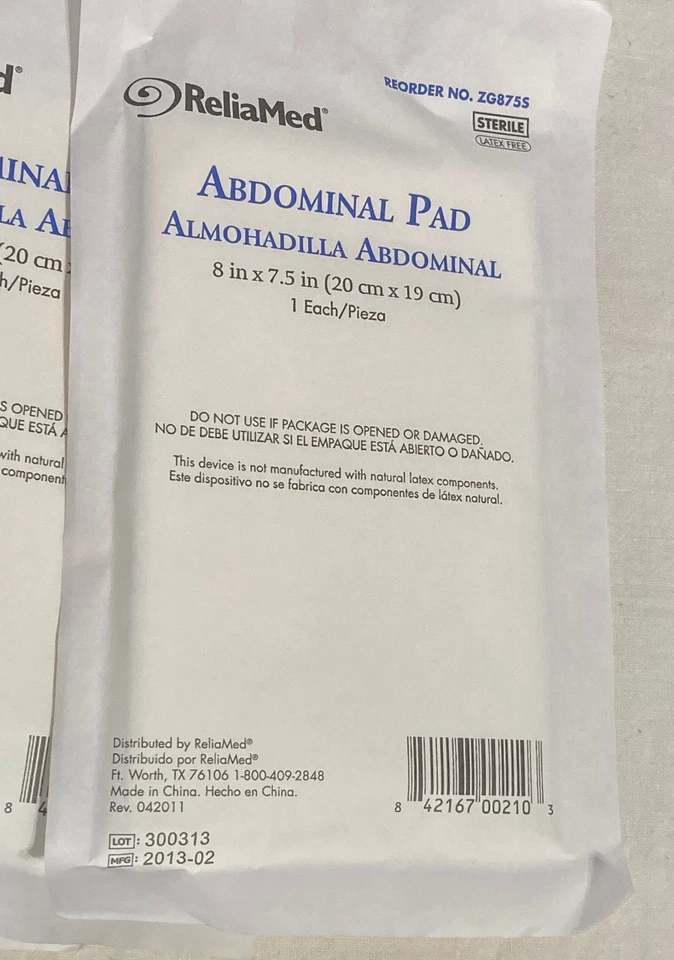 ReliaMed®
REORDER NO. ZG875S
STERILE
LATEX FREE
ABDOMINAL PAD
ALMOHADILLA ABDOMINAL
8 in x 7.5 in (20 cm x 19 cm)
1 Each/Pieza
DO NOT USE IF PACKAGE IS OPENED OR DAMAGED.
NO DE DEBE UTILIZAR SI EL EMPAQUE ESTÁ ABIERTO O DAÑADO.
This device is not manufactured with natural latex components.
Este dispositivo no se fabrica con componentes de látex natural.
Distributed by ReliaMed®
Distribuido por ReliaMed®
Ft. Worth, TX 76106 1-800-409-2848
Made in China. Hecho en China.
Rev. 042011
8 42167 00210 3
LOT: 300313
MFG: 2013-02
(20 cm
/Pieza
S OPENED
QUE ESTÁ
with natural
8 4